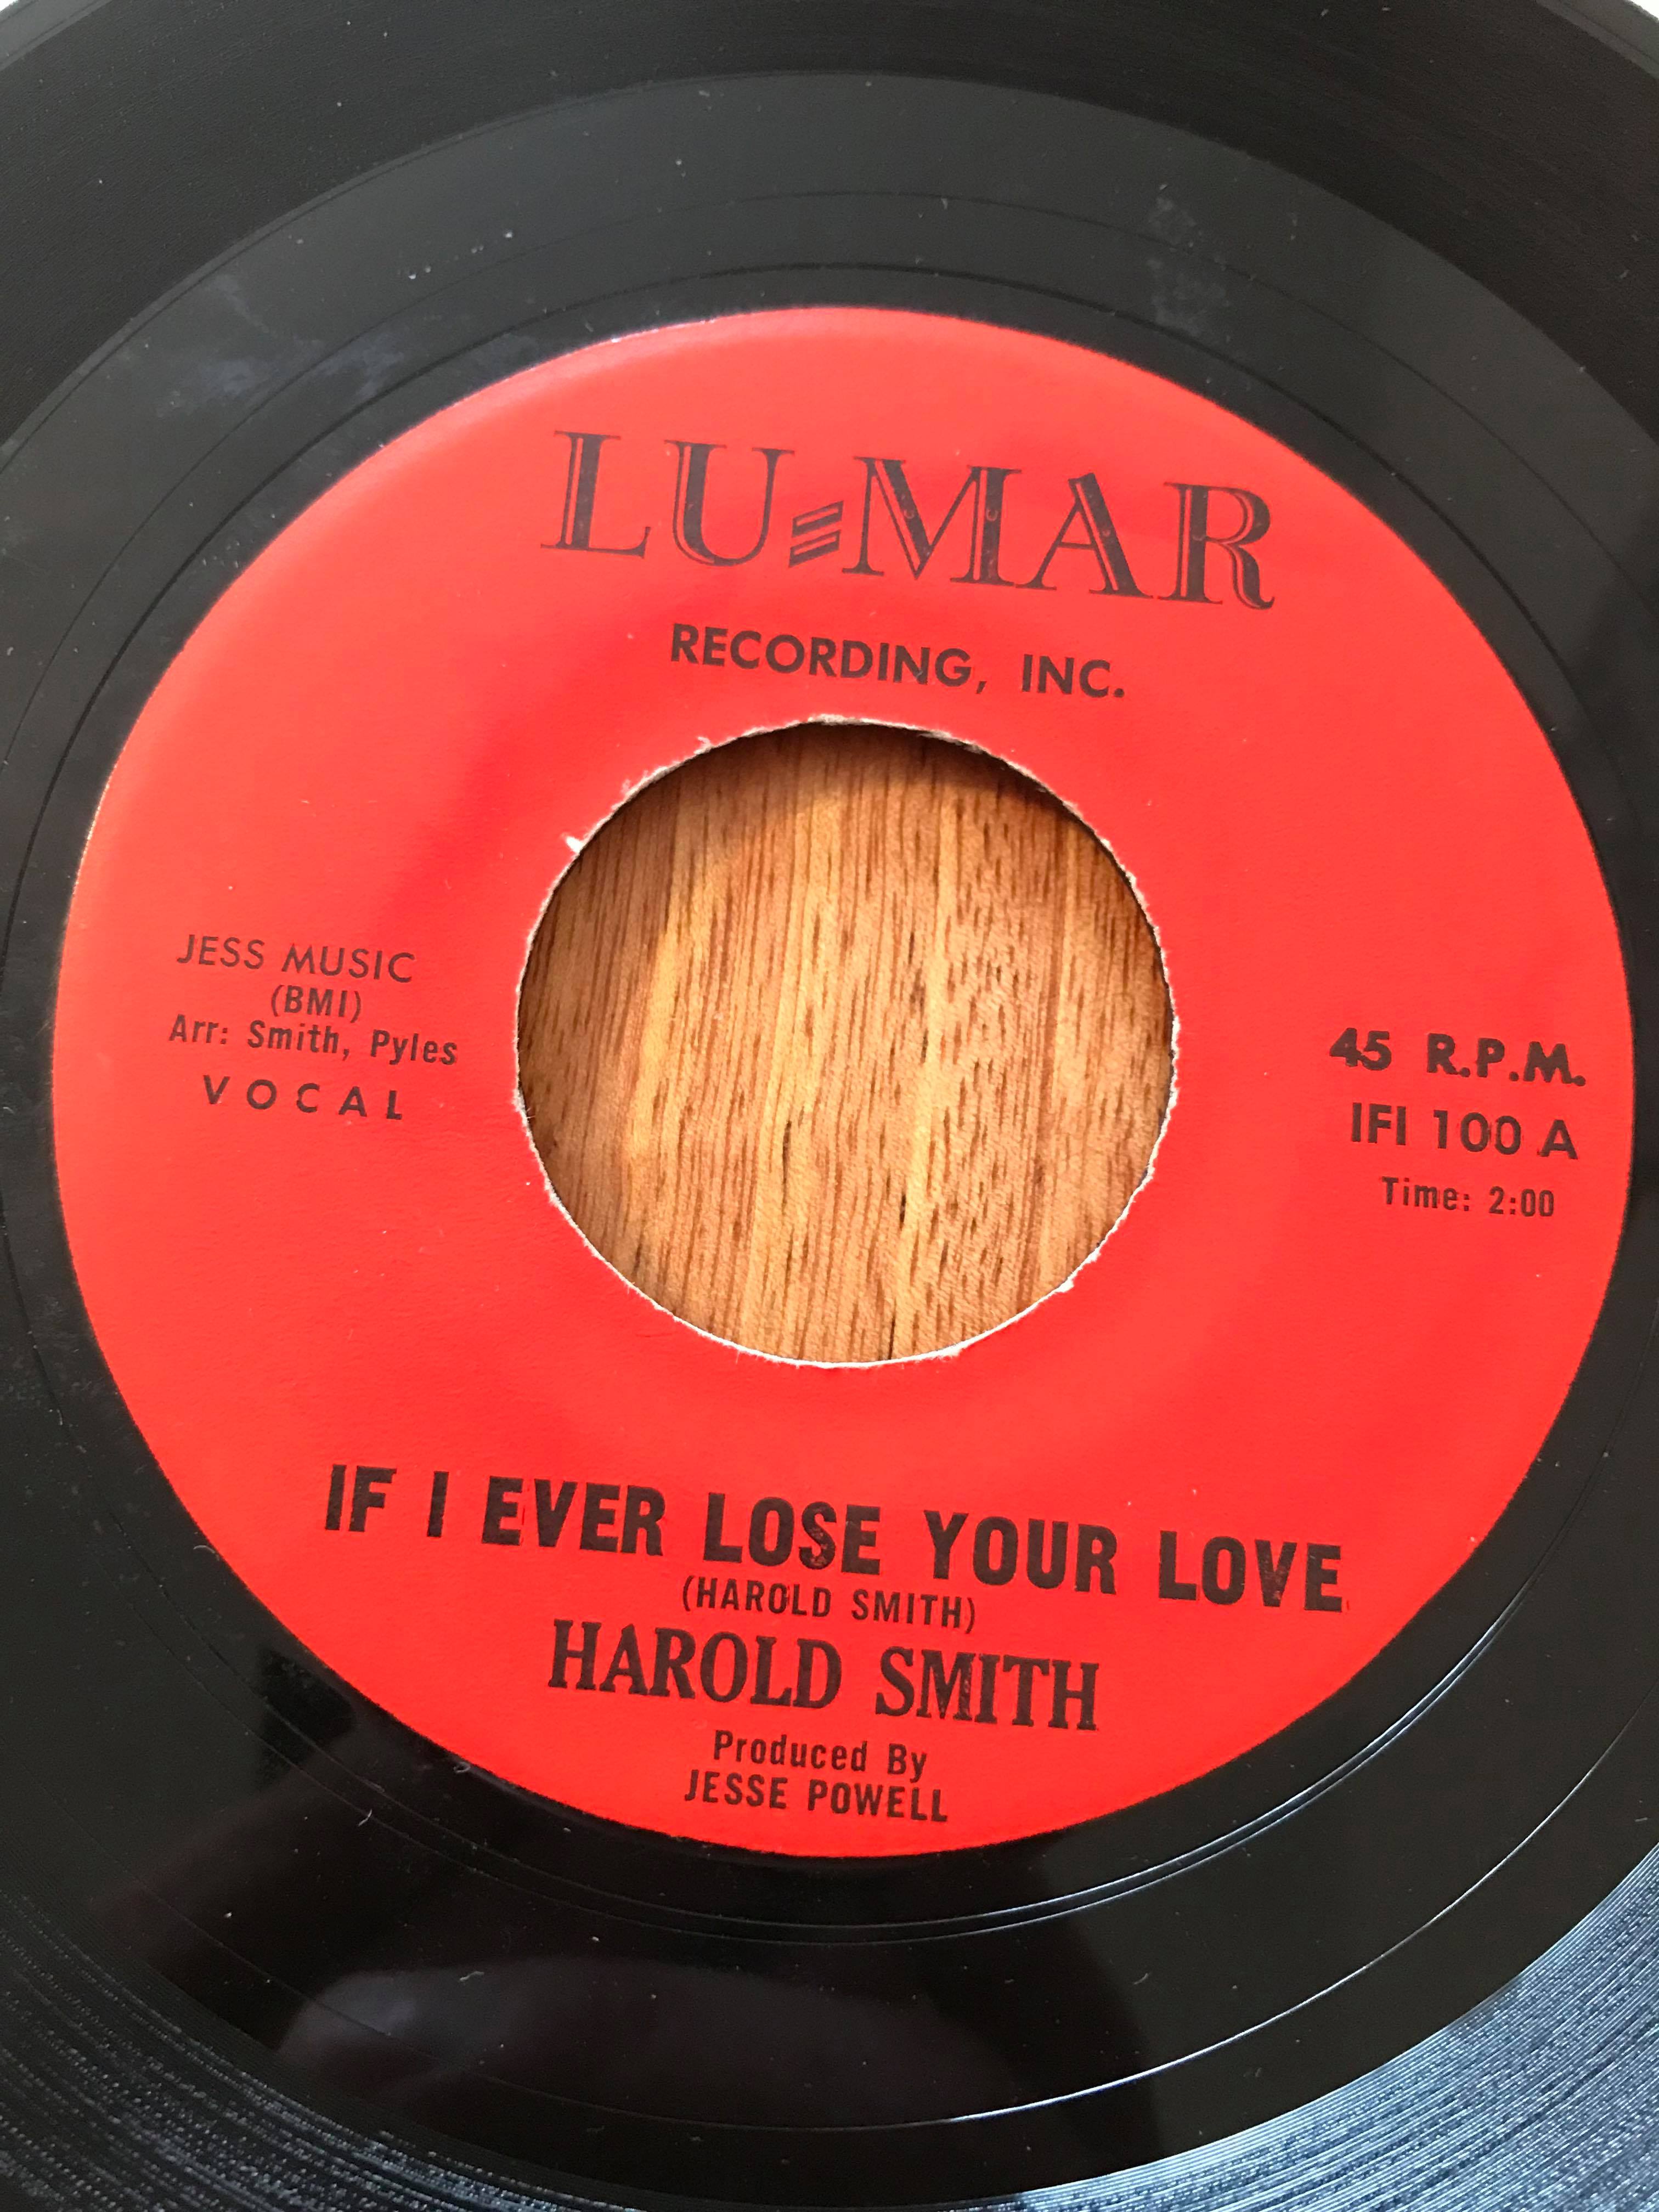 LU-MAR
RECORDING, INC.
JESS MUSIC
(BMI)
Arr: Smith, Pyles
VOCAL
45 R.P.M.
IFI 100 A
Time: 2:00
IF I EVER LOSE YOUR LOVE
(HAROLD SMITH)
HAROLD SMITH
Produced By
JESSE POWELL